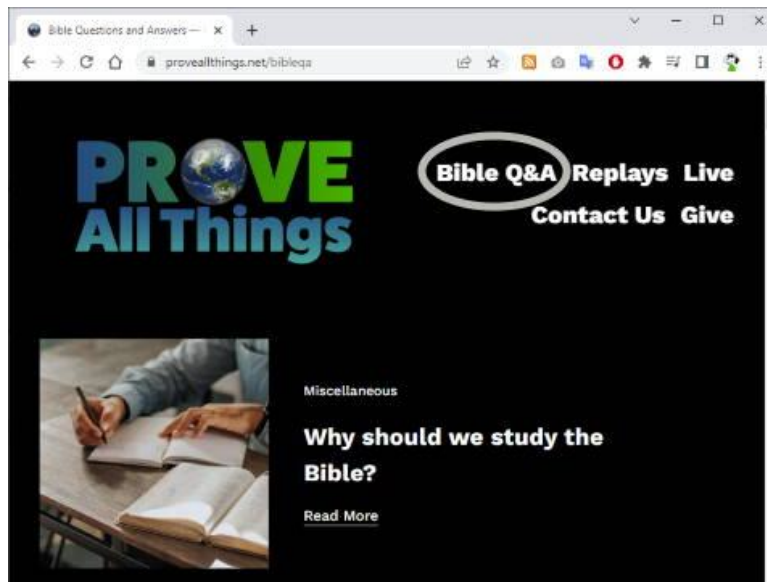 Bible Questions and Answers —
proveallthings.net/bibleqa
PROVE
All Things
Bible Q&A Replays Live
Contact Us Give
Miscellaneous
Why should we study the
Bible?
Read More